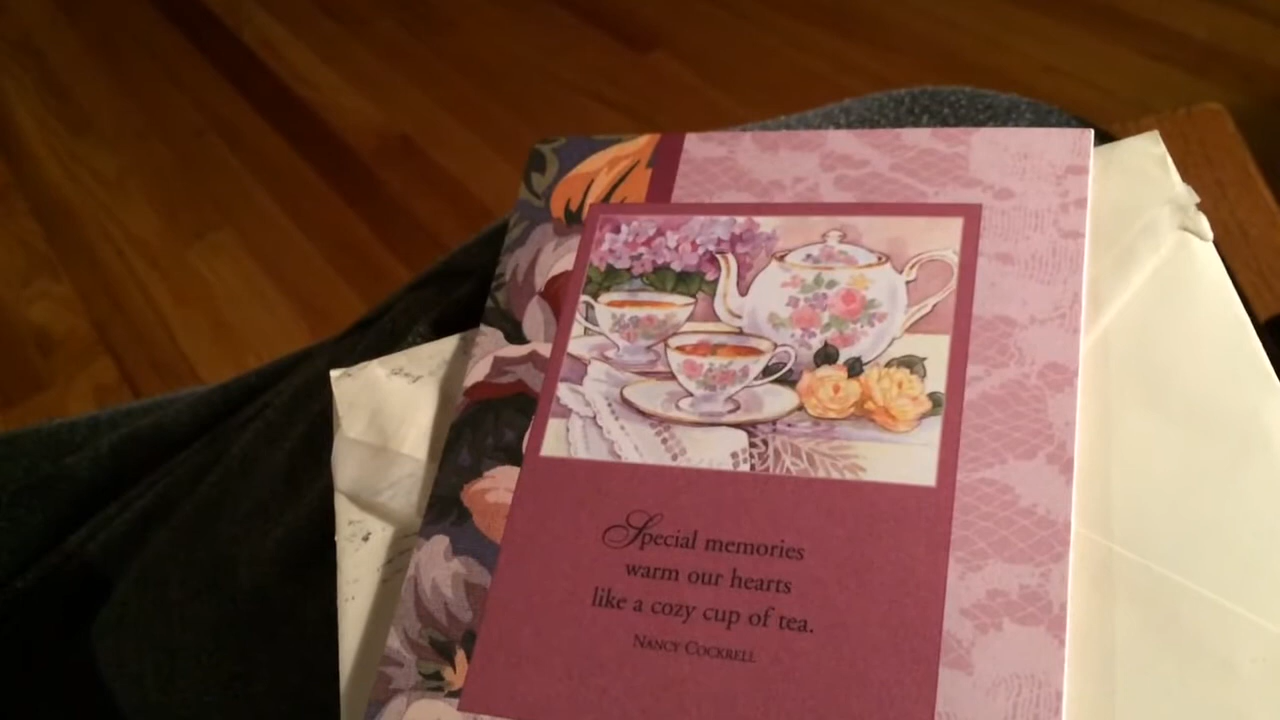 Special memories
warm our hearts
like a cozy cup of tea.
NANCY COCKRELL